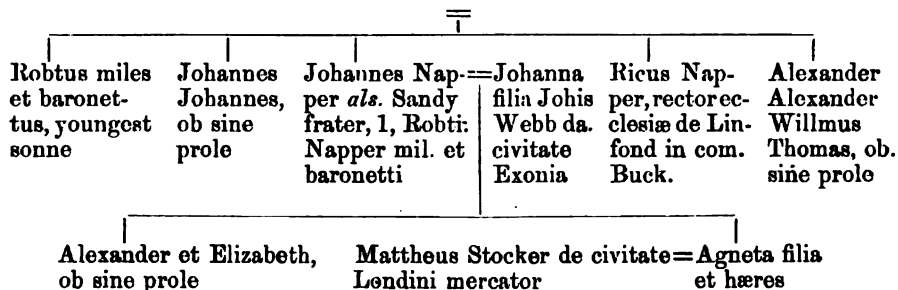 Robtus miles
et baronet-
tus, youngest
sonne
Johannes
Johannes,
ob sine
prole
Johannes Nap-
per als. Sandy
frater, 1, Robti:
Napper mil. et
baronetti
=Johanna
filia Johis
Webb da.
civitate
Exonia
Ricus Nap-
per, rector ec-
clesiæ de Lin-
fond in com.
Buck.
Alexander
Alexander
Willmus
Thomas, ob.
sine prole
Alexander et Elizabeth,
ob sine prole
Mattheus Stocker de civitate=Agneta filia
Londini mercator
et hæres